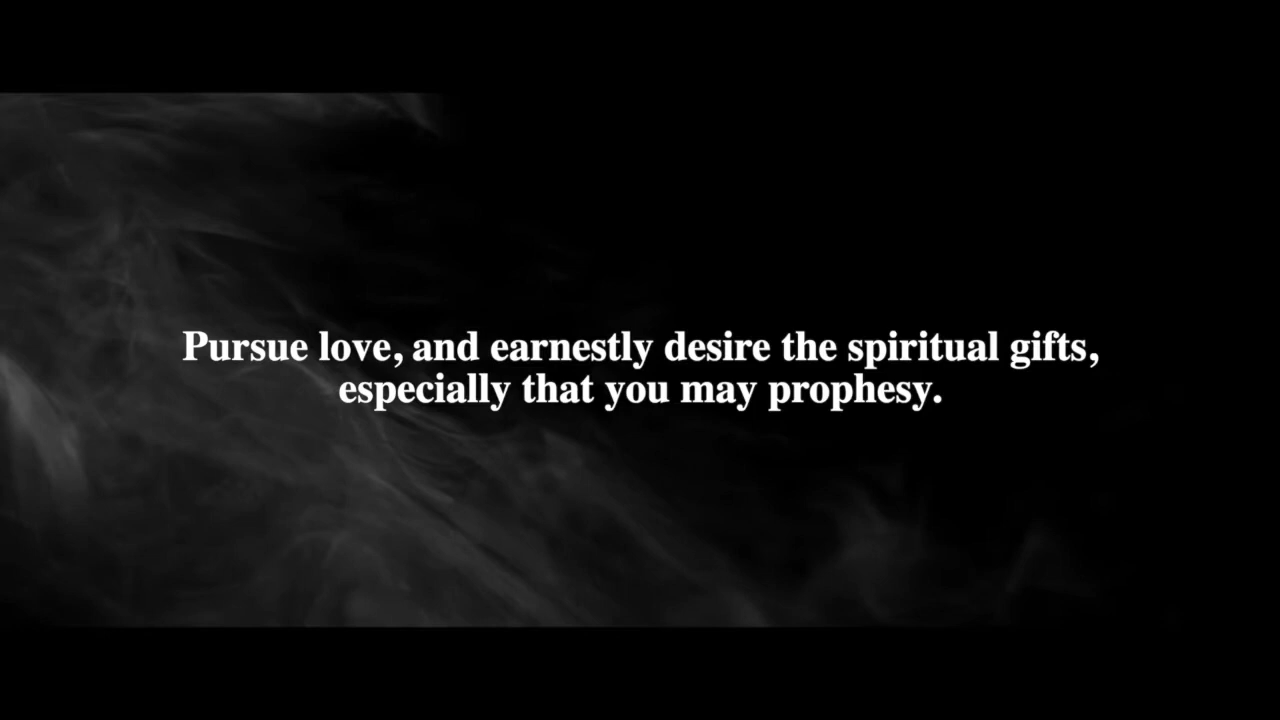 Pursue love, and earnestly desire the spiritual gifts,
especially that you may prophesy.